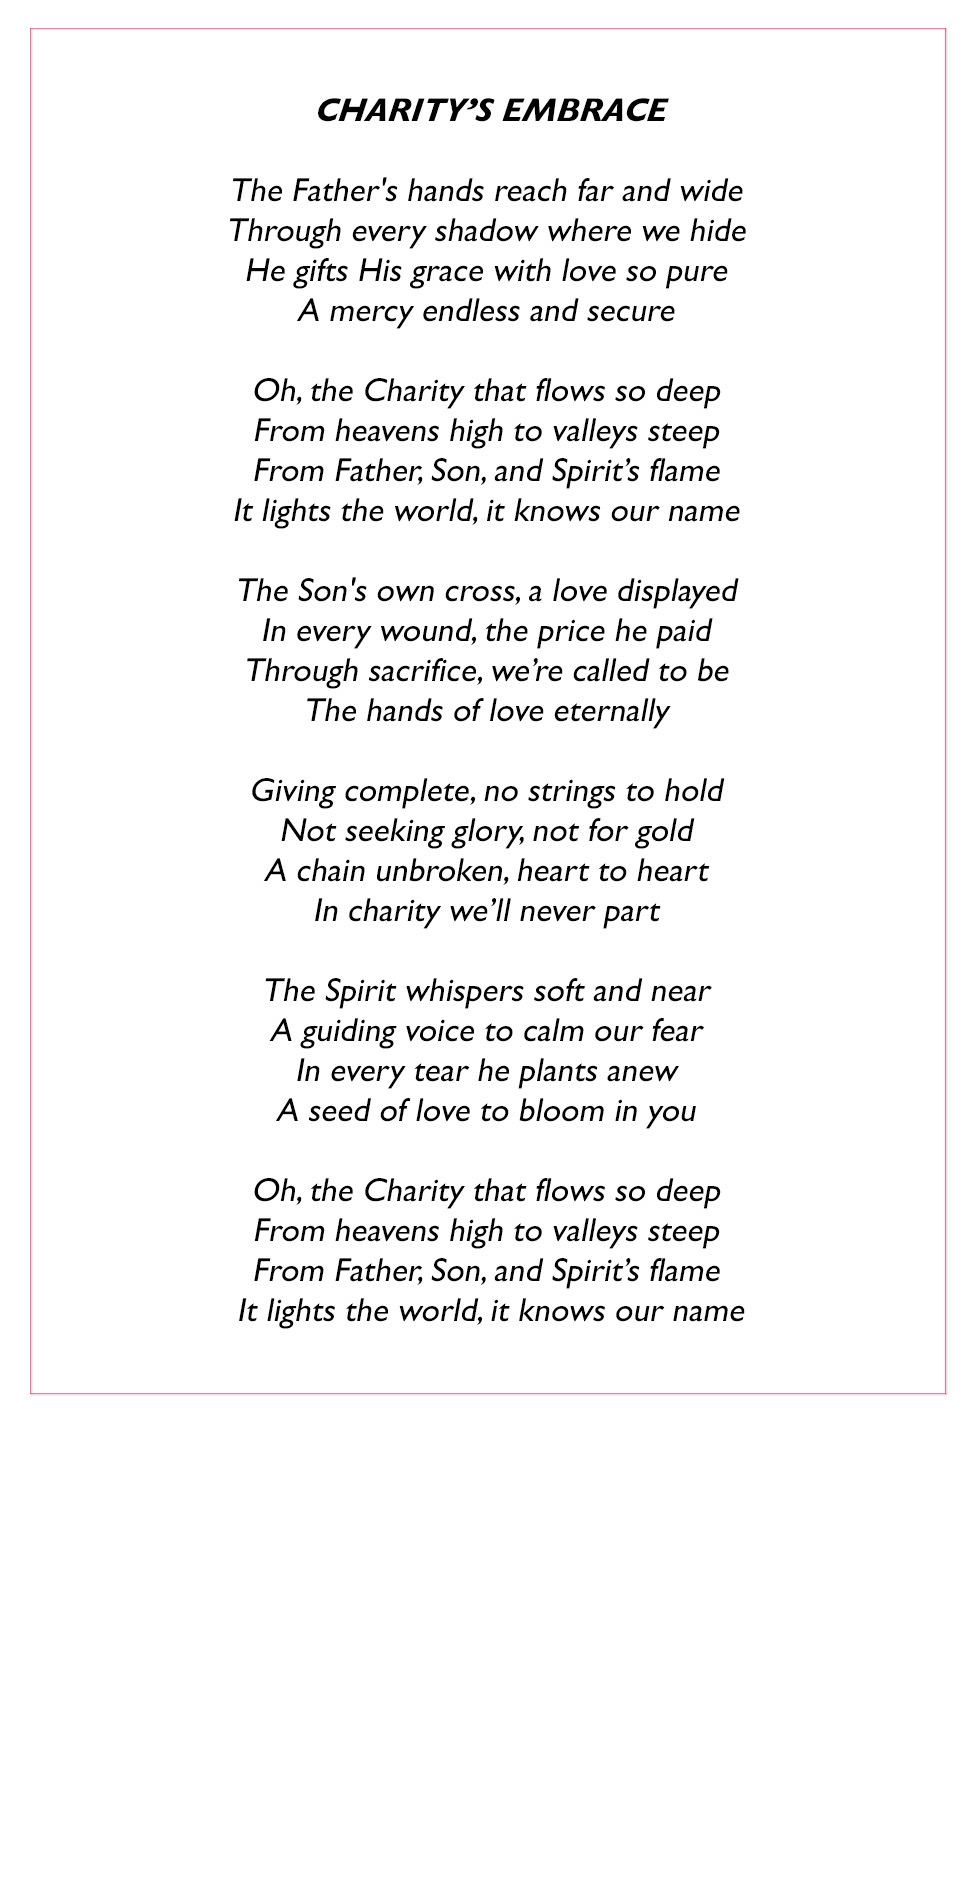 CHARITY’S EMBRACE
The Father's hands reach far and wide
Through every shadow where we hide
He gifts His grace with love so pure
A mercy endless and secure
Oh, the Charity that flows so deep
From heavens high to valleys steep
From Father, Son, and Spirit’s flame
It lights the world, it knows our name
The Son's own cross, a love displayed
In every wound, the price he paid
Through sacrifice, we’re called to be
The hands of love eternally
Giving complete, no strings to hold
Not seeking glory, not for gold
A chain unbroken, heart to heart
In charity we’ll never part
The Spirit whispers soft and near
A guiding voice to calm our fear
In every tear he plants anew
A seed of love to bloom in you
Oh, the Charity that flows so deep
From heavens high to valleys steep
From Father, Son, and Spirit’s flame
It lights the world, it knows our name